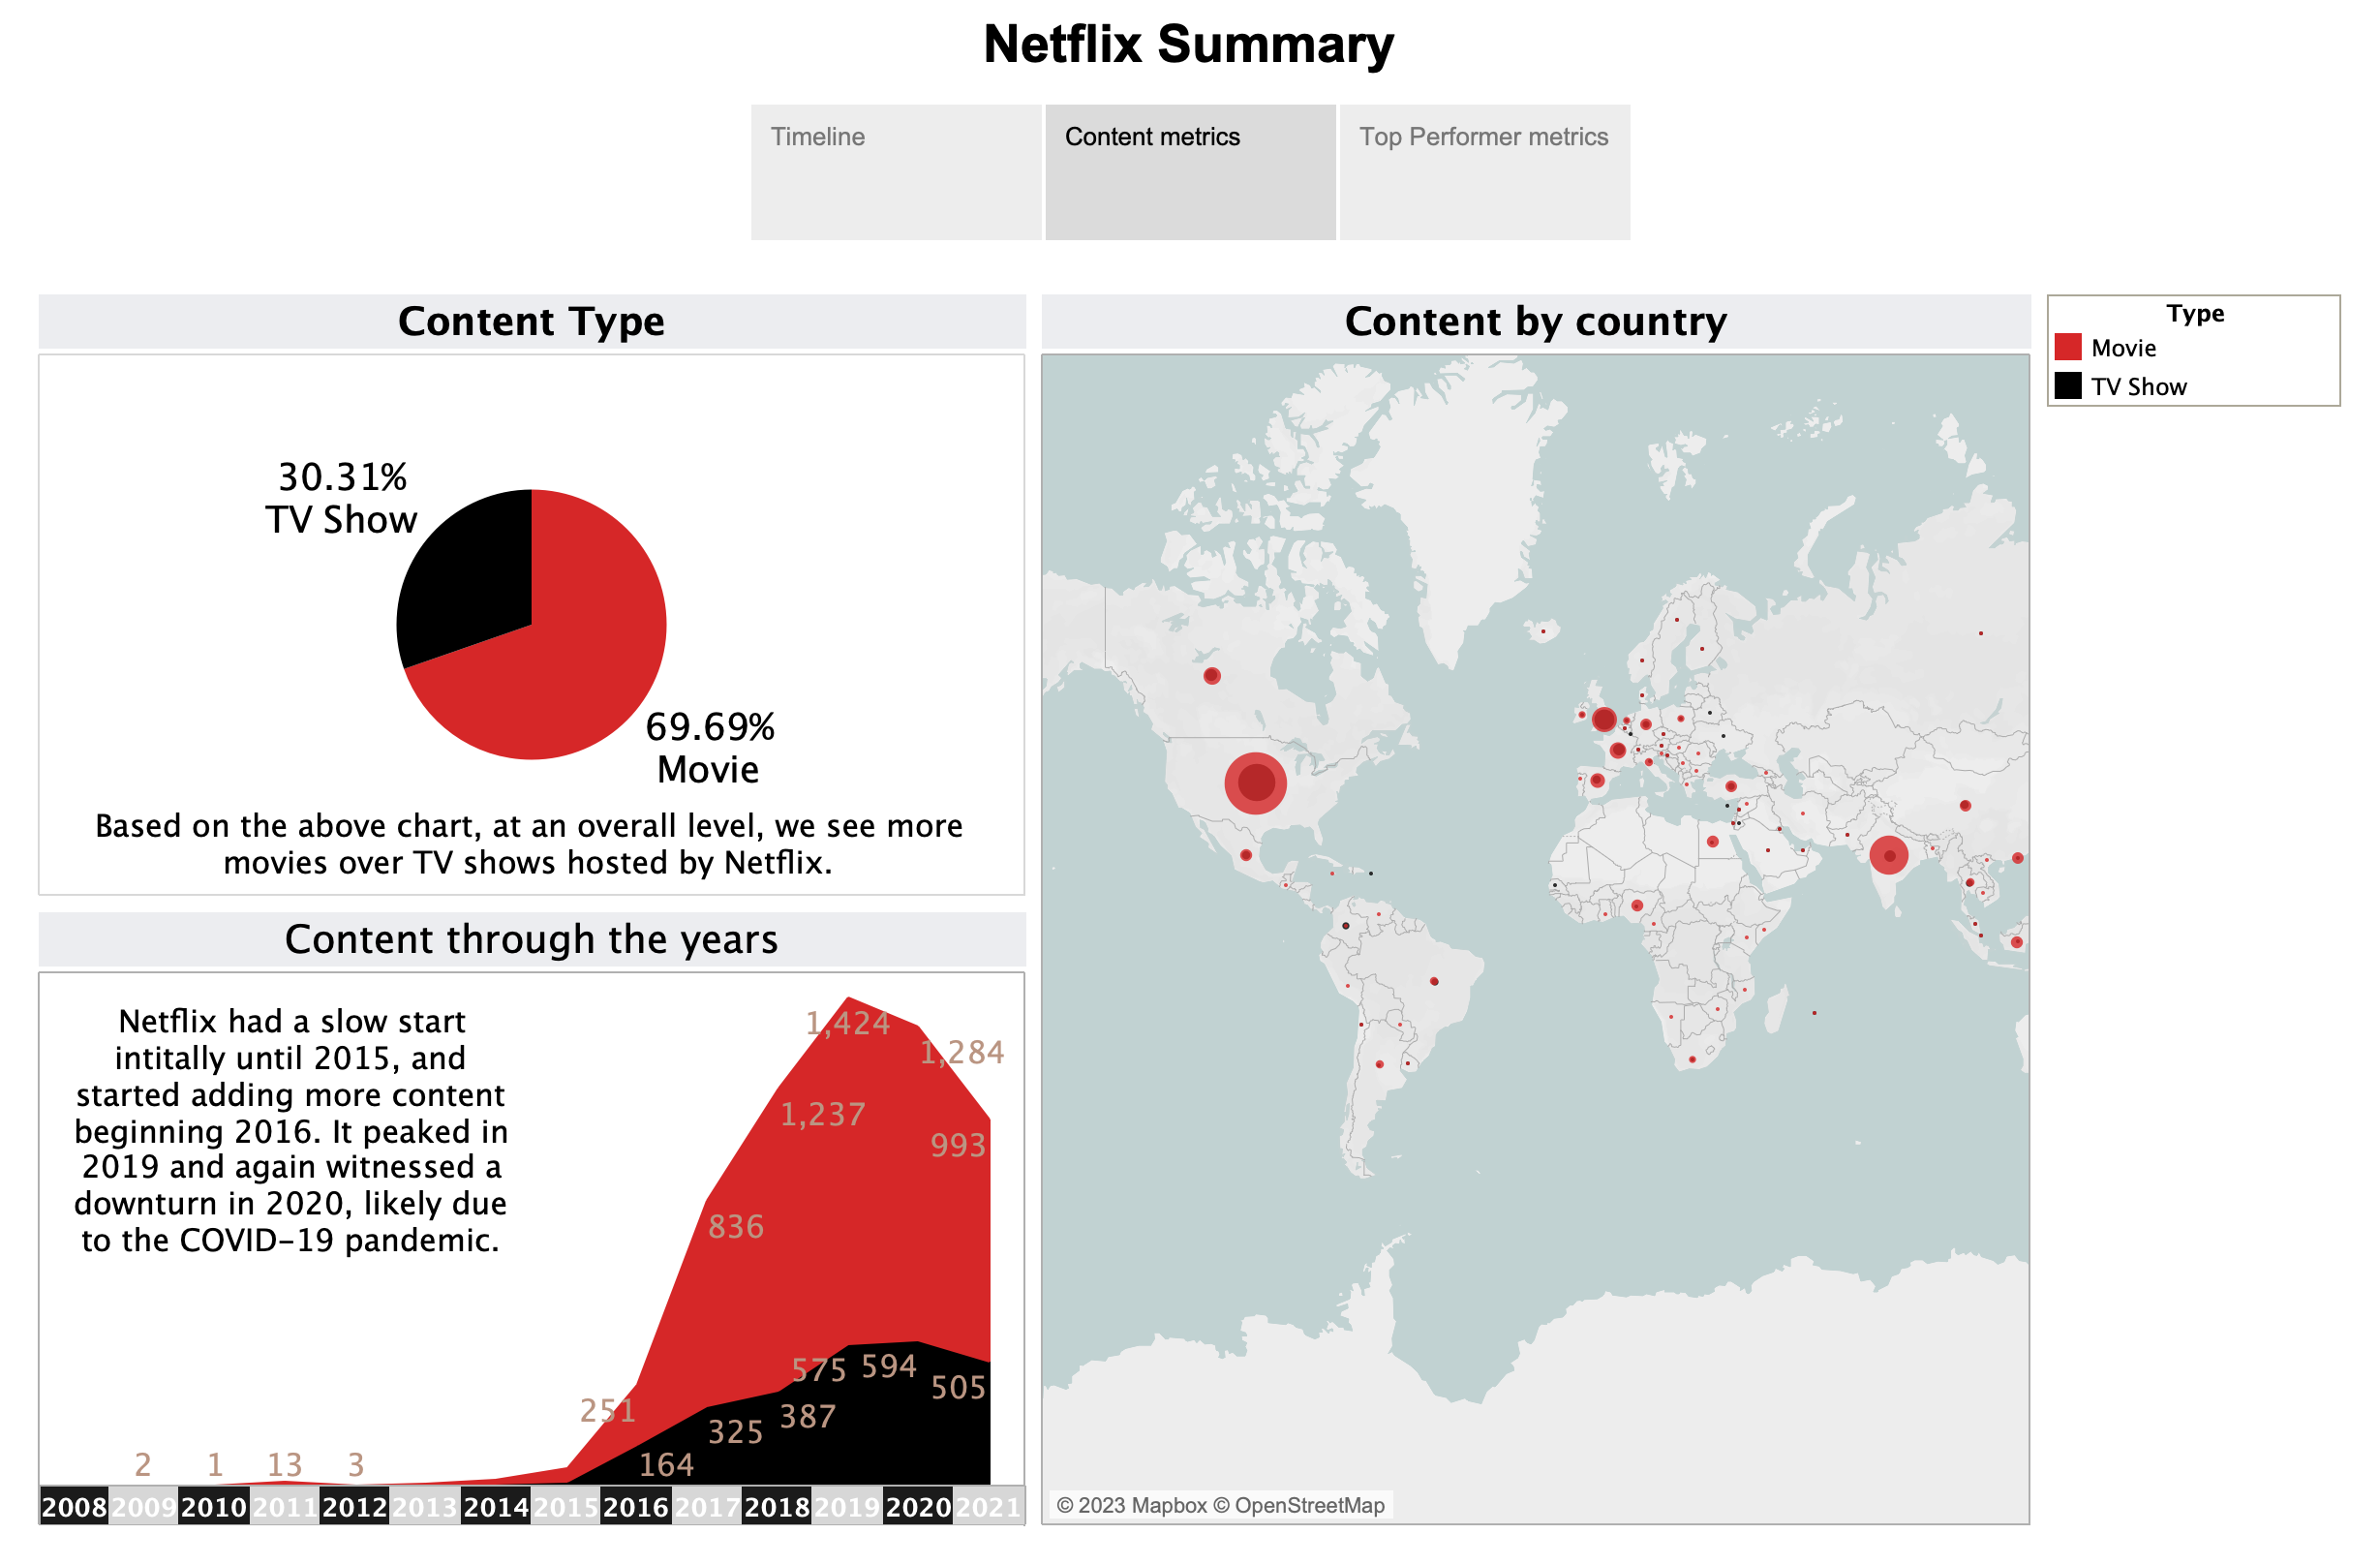 Netflix Summary
Timeline
Content metrics
Top Performer metrics
Content Type
30.31%
TV Show
69.69%
Movie
Based on the above chart, at an overall level, we see more
movies over TV shows hosted by Netflix.
Content by country
© 2023 Mapbox © OpenStreetMap
Type
Movie
TV Show
Content through the years
Netflix had a slow start
intitally until 2015, and
started adding more content
beginning 2016. It peaked in
2019 and again witnessed a
downturn in 2020, likely due
to the COVID-19 pandemic.
1,424
1,284
1,237
993
836
575
594
505
251
387
325
164
2
1
13
3
2008 2009 2010 2011 2012 2013 2014 2015 2016 2017 2018 2019 2020 2021